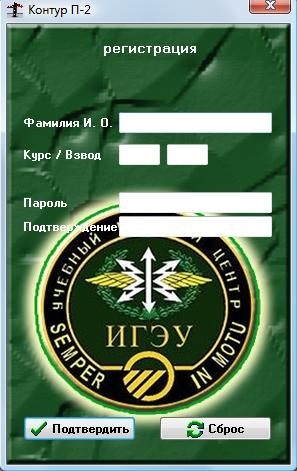 Контур П-2
регистрация
Фамилия И. О.
Курс / Взвод
Пароль
Подтверждение
УЧЕБНЫЙ ЦЕНТР
ИГЭУ
SEMPER IN MOTU
Подтвердить Сброс